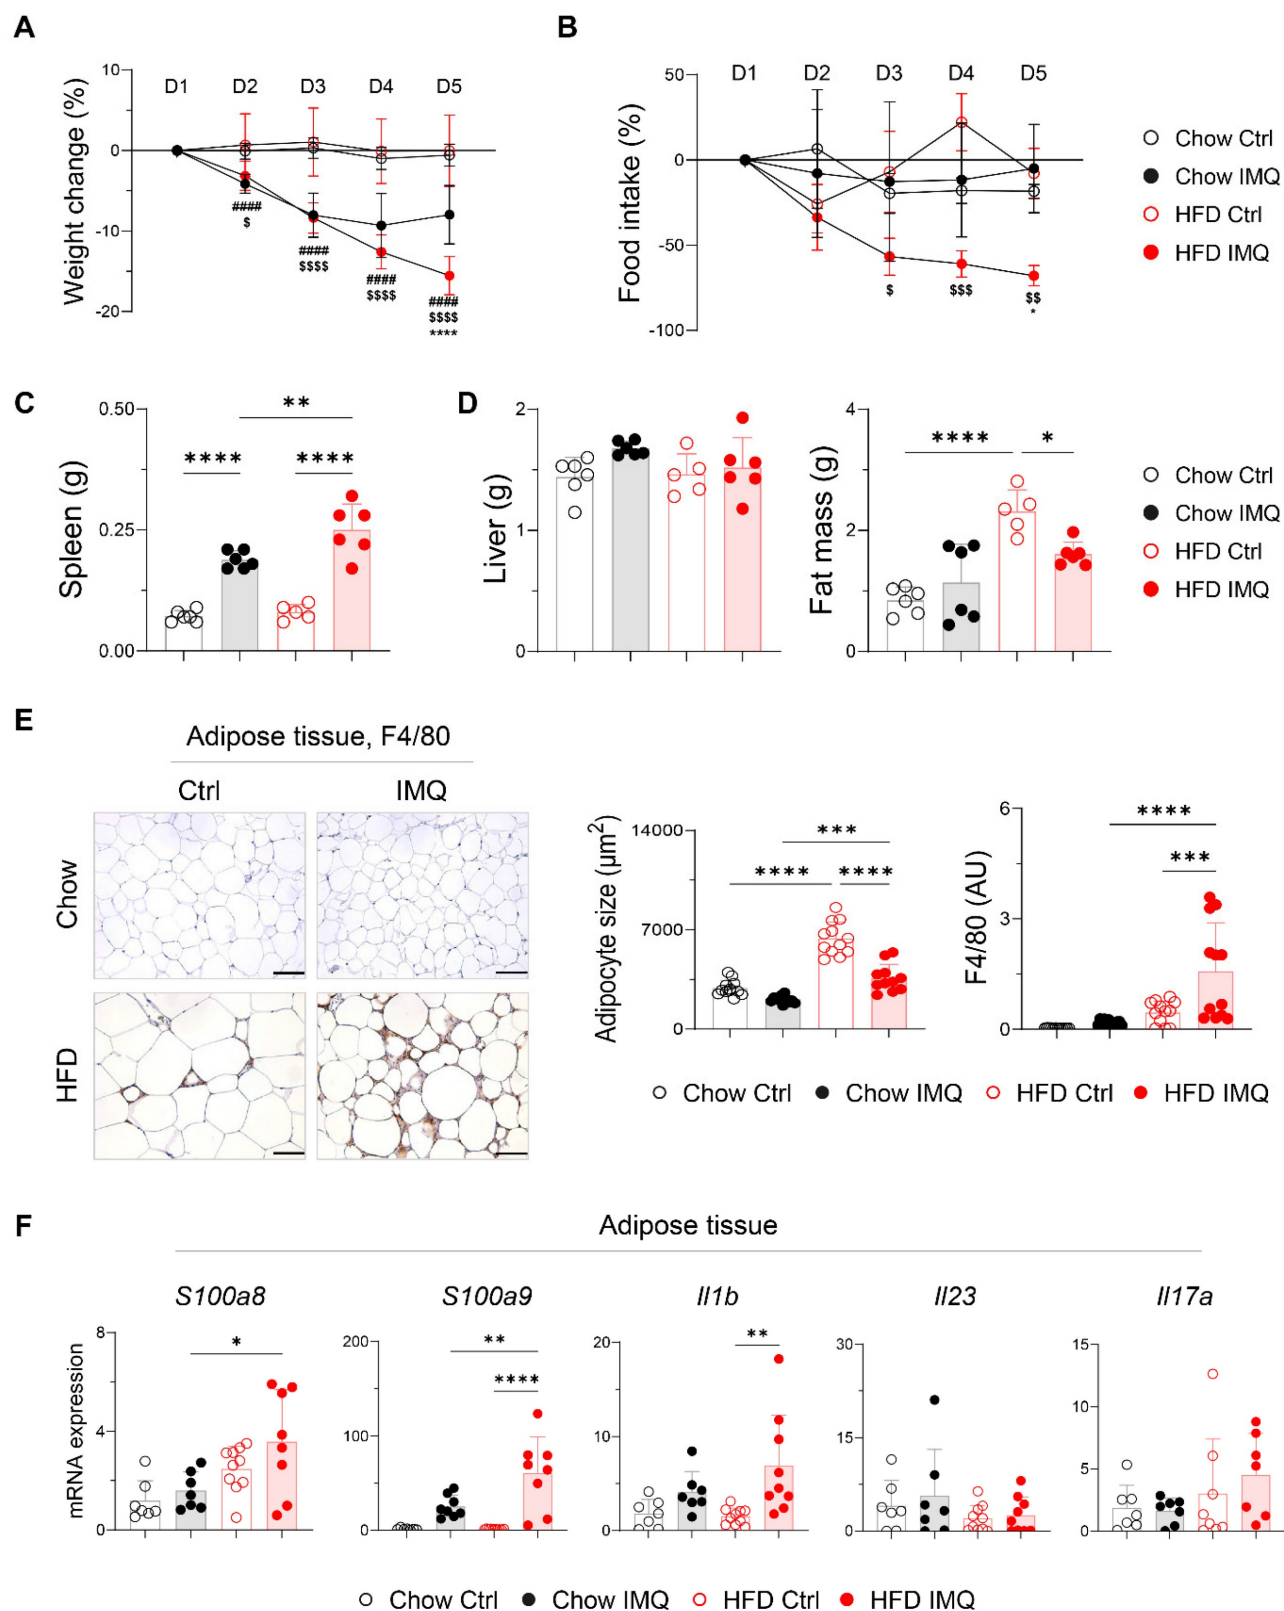 A
Weight change (%)
10
0
-10
-20
D1 D2 D3 D4 D5
####
$
####
$$$$
####
$$$$
####
$$$$
****
B
Food intake (%)
50
0
-50
-100
D1 D2 D3 D4 D5
$
$$$
$$
*
Chow Ctrl
Chow IMQ
HFD Ctrl
HFD IMQ
C
Spleen (g)
0.50
0.25
0.00
**
**** ****
D
Liver (g)
2
1
0
Fat mass (g)
4
2
0
**** *
Chow Ctrl
Chow IMQ
HFD Ctrl
HFD IMQ
E
Adipose tissue, F4/80
Ctrl IMQ
Chow
HFD
Adipocyte size (µm²)
14000
7000
0
***
**** ****
F4/80 (AU)
6
3
0
****
***
Chow Ctrl Chow IMQ HFD Ctrl HFD IMQ
F
Adipose tissue
mRNA expression
S100a8
8
4
0
*
S100a9
200
100
0
**
****
Il1b
20
10
0
**
Il23
30
15
0
Il17a
15
10
5
0
Chow Ctrl Chow IMQ HFD Ctrl HFD IMQ